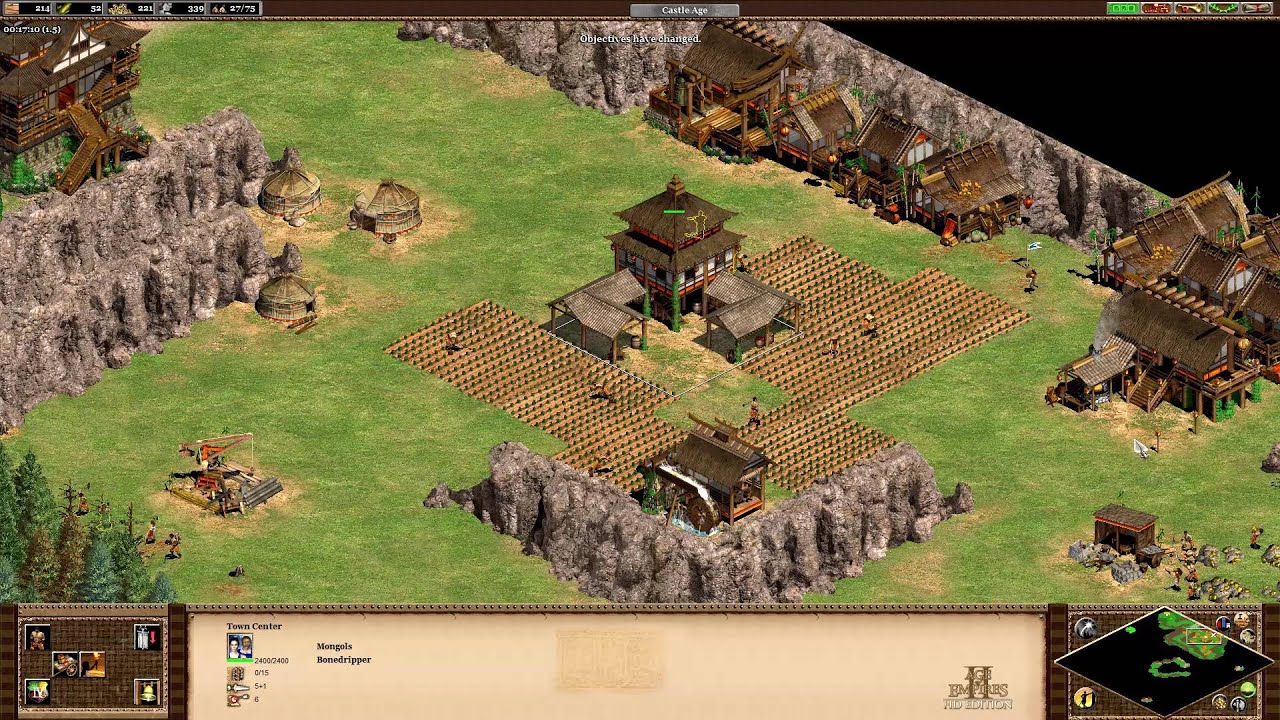 214 52 221 339 27/75
Castle Age
00:17:10 (1.5)
Objectives have changed.
Town Center
2400/2400
Mongols
Bonedripper
0/15
5+1
6
IV
II
AGE
OF
EMPIRES
HD EDITION